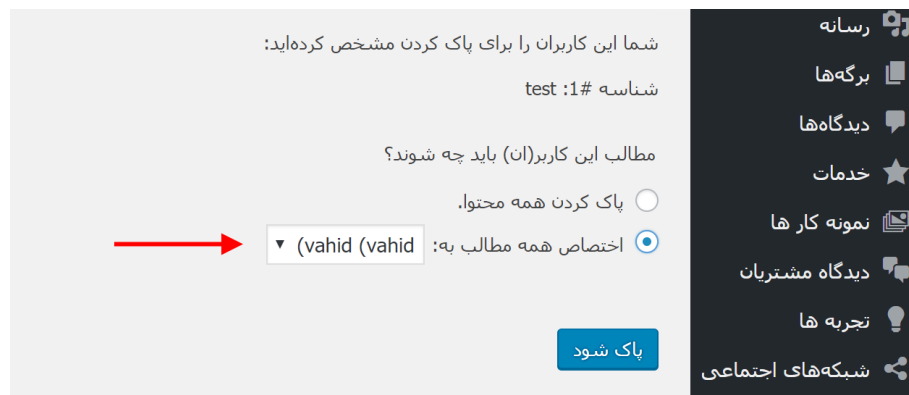 شما این کاربران را برای پاک کردن مشخص کرده‌اید:
شناسه #1: test
مطالب این کاربر(ان) باید چه شوند؟
پاک کردن همه محتوا.
اختصاص همه مطالب به: vahid (vahid)
پاک شود
رسانه
برگه‌ها
دیدگاه‌ها
خدمات
نمونه کار ها
دیدگاه مشتریان
تجربه ها
شبکه‌های اجتماعی